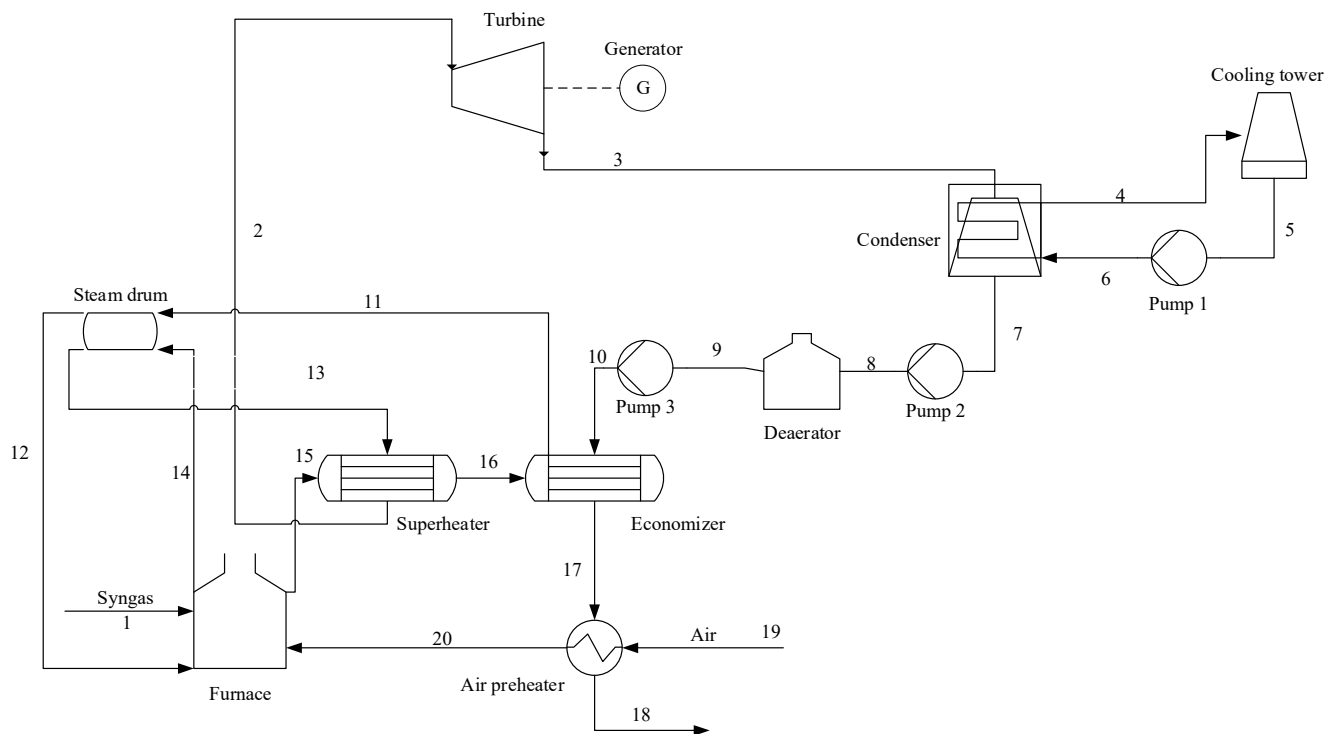 Turbine
Generator
G
Cooling tower
3
4
2
5
Condenser
6
Pump 1
Steam drum
11
7
13
10
9
8
Pump 3
Pump 2
Deaerator
12
14
15
16
Superheater
Economizer
17
Syngas
1
20
Air
19
Air preheater
Furnace
18